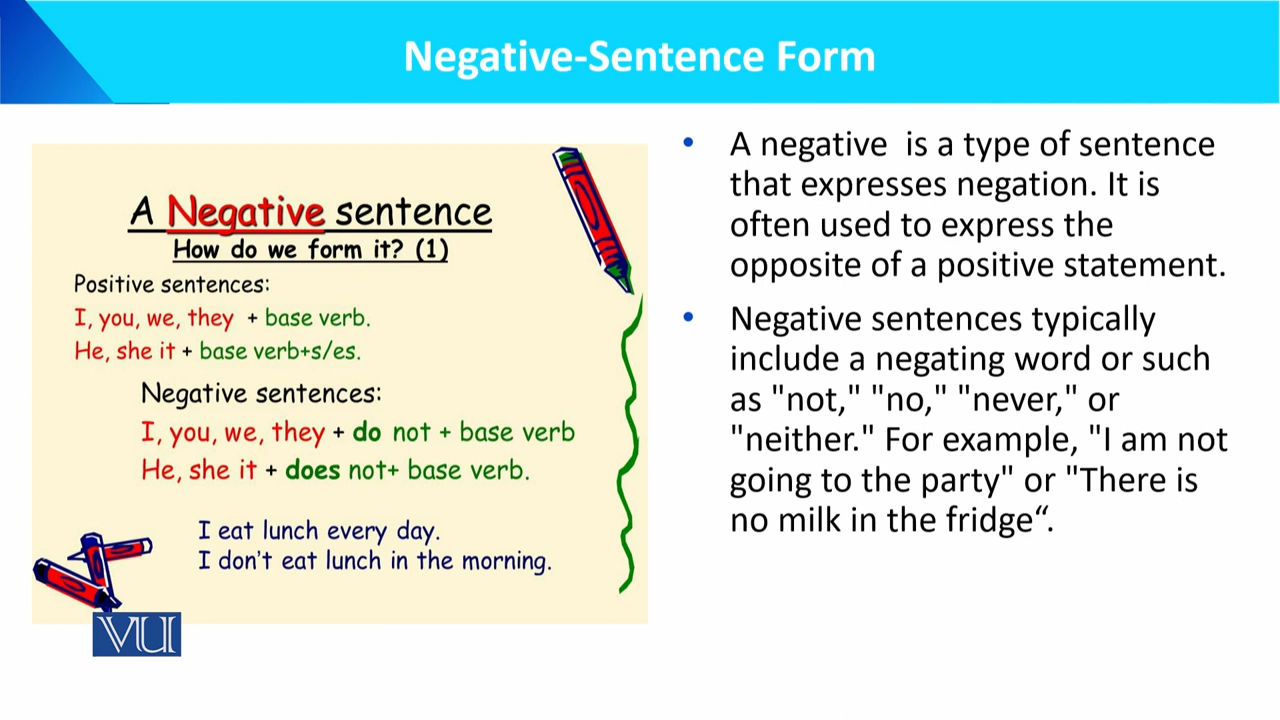 Negative-Sentence Form
A Negative sentence
How do we form it? (1)
Positive sentences:
I, you, we, they + base verb.
He, she it + base verb+s/es.
Negative sentences:
I, you, we, they + do not + base verb
He, she it + does not+ base verb.
I eat lunch every day.
I don't eat lunch in the morning.
VU
• A negative is a type of sentence
that expresses negation. It is
often used to express the
opposite of a positive statement.
• Negative sentences typically
include a negating word or such
as "not," "no," "never," or
"neither." For example, "I am not
going to the party" or "There is
no milk in the fridge“.